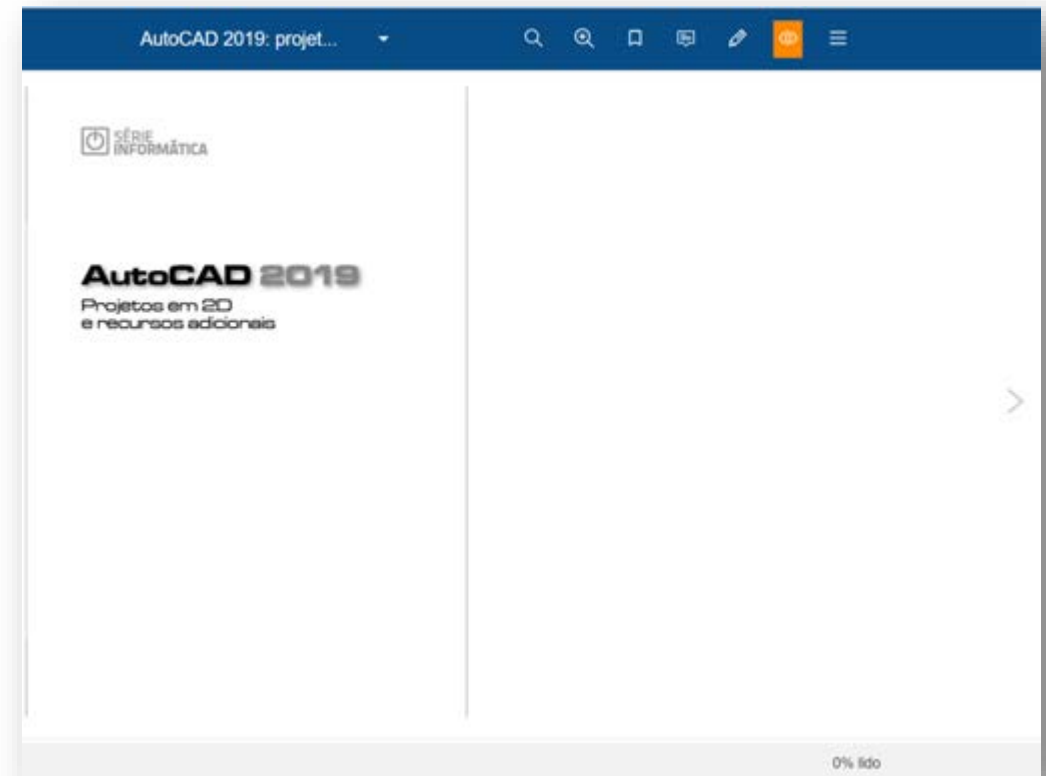 AutoCAD 2019: projet...
SÉRIE
INFORMÁTICA
AutoCAD 2019
Projetos em 2D
e recursos adicionais
0% lido